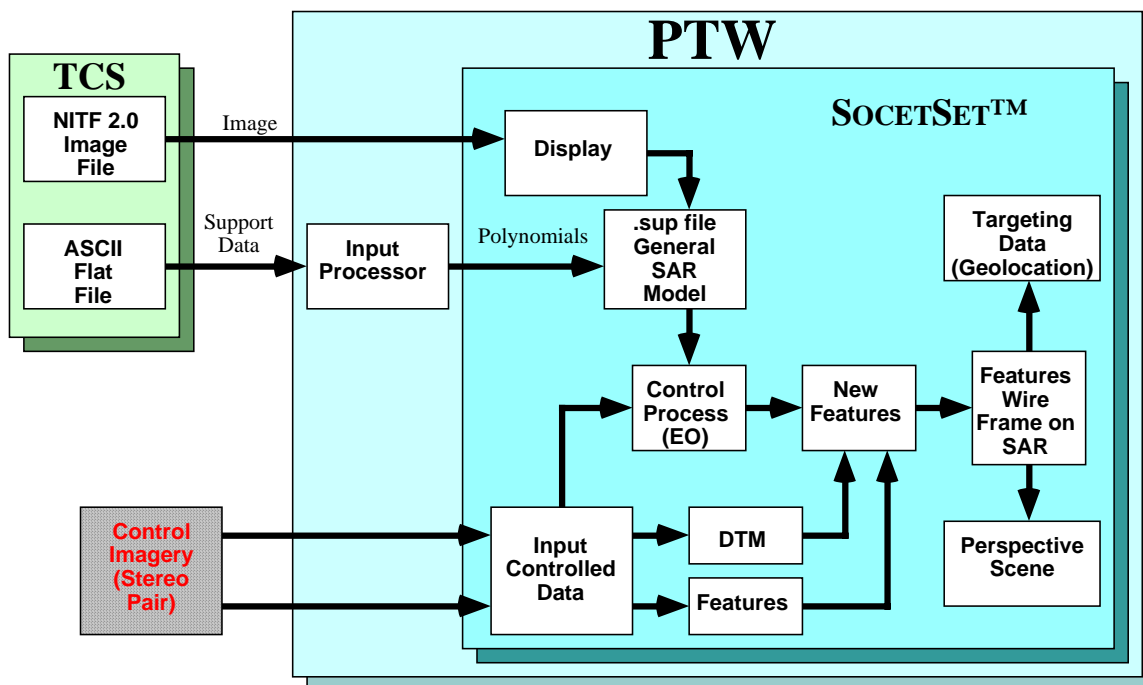 PTW
TCS
SOCETSET™
NITF 2.0
Image
File
Image
Display
ASCII
Flat
File
Support
Data
Input
Processor
Polynomials
.sup file
General
SAR
Model
Targeting
Data
(Geolocation)
Control
Process
(EO)
New
Features
Features
Wire
Frame on
SAR
Control
Imagery
(Stereo
Pair)
Input
Controlled
Data
DTM
Features
Perspective
Scene